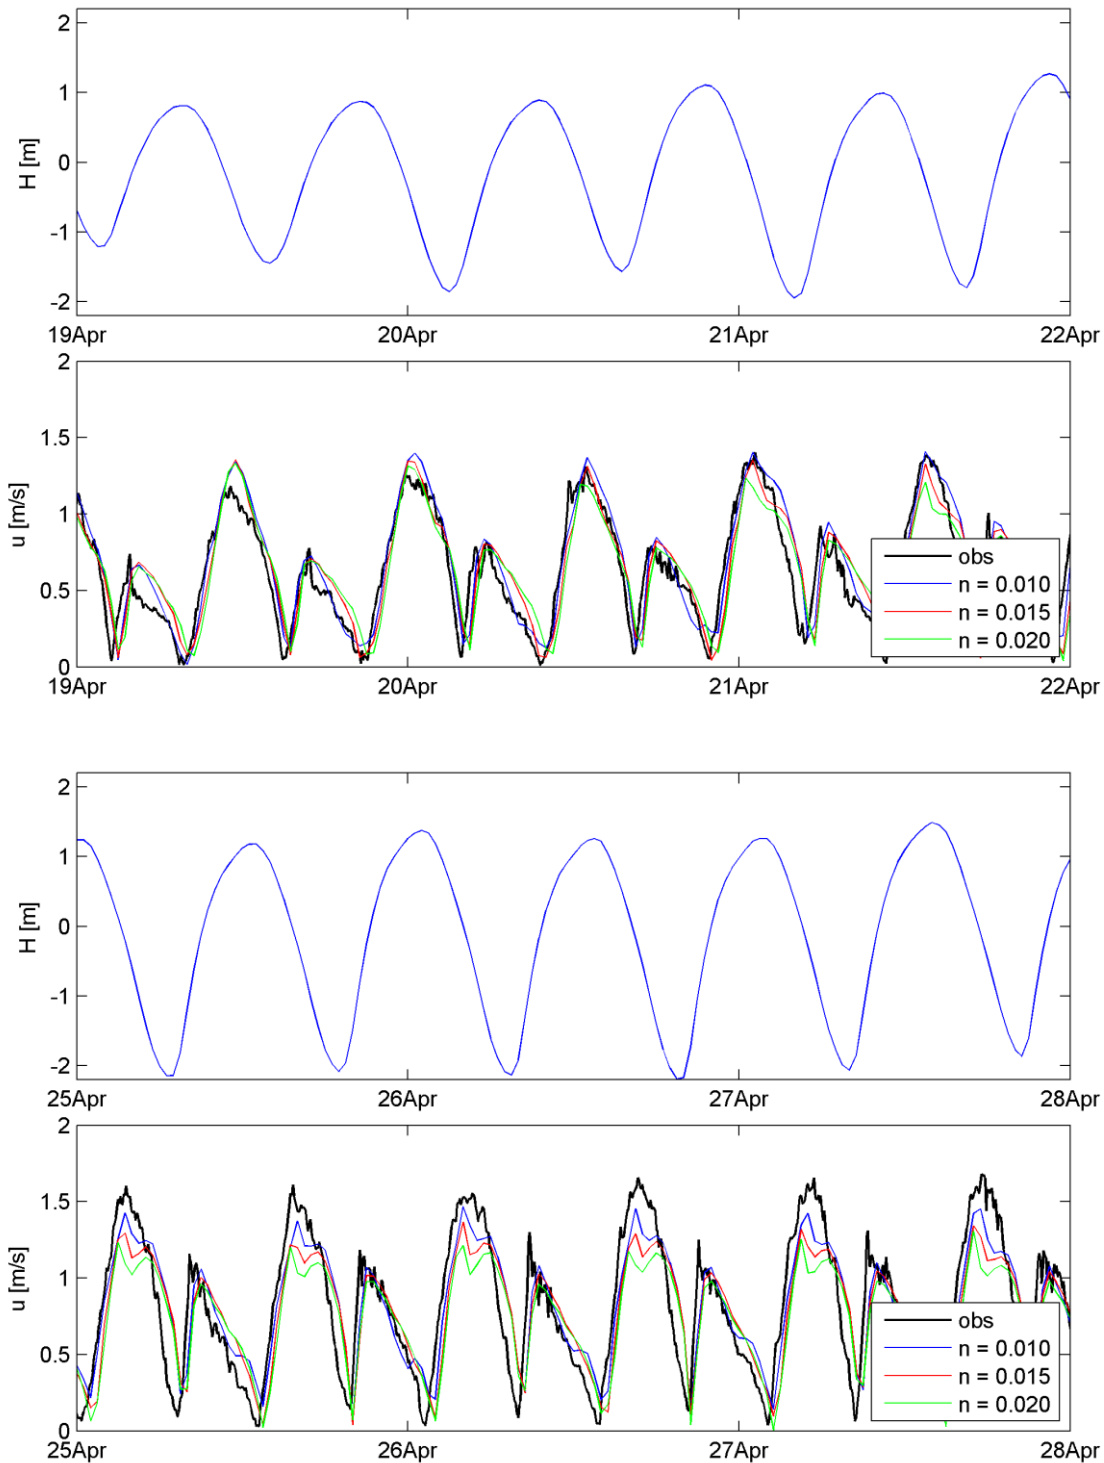 2
1
0
-1
-2
H [m]
19Apr 20Apr 21Apr 22Apr
2
1.5
1
0.5
0
u [m/s]
obs
n = 0.010
n = 0.015
n = 0.020
19Apr 20Apr 21Apr 22Apr
2
1
0
-1
-2
H [m]
25Apr 26Apr 27Apr 28Apr
2
1.5
1
0.5
0
u [m/s]
obs
n = 0.010
n = 0.015
n = 0.020
25Apr 26Apr 27Apr 28Apr